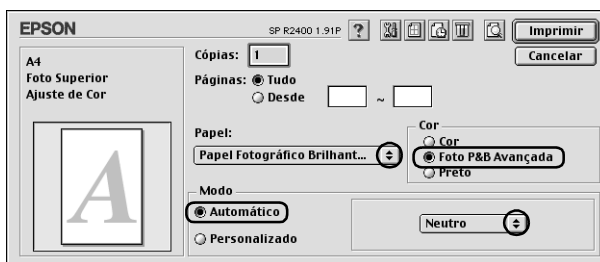 EPSON
SP R2400 1.91P
?
Imprimir
A4
Foto Superior
Ajuste de Cor
A
Cópias: 1
Cancelar
Páginas: Tudo
Desde ~
Papel:
Papel Fotográfico Brilhant...
Cor
Cor
Foto P&B Avançada
Preto
Modo
Automático
Personalizado
Neutro